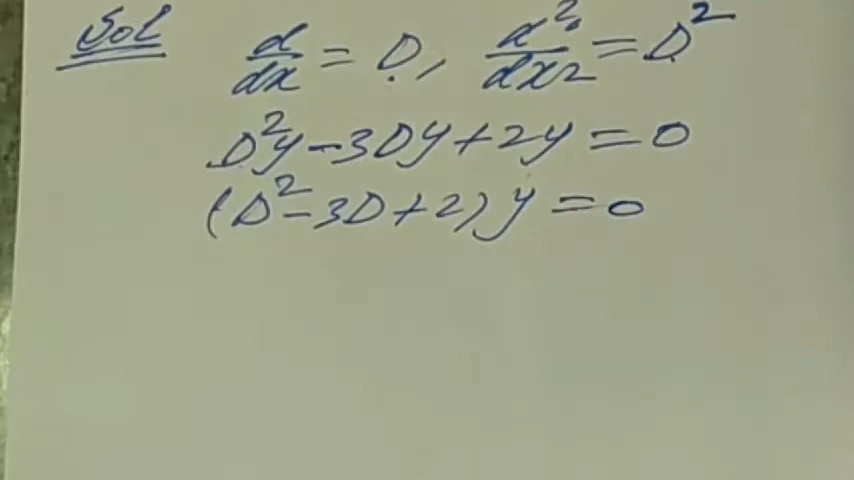 Sol d/dx = D, d²/dx2 = D²
D²y - 3Dy + 2y = 0
(D² - 3D + 2) y = 0